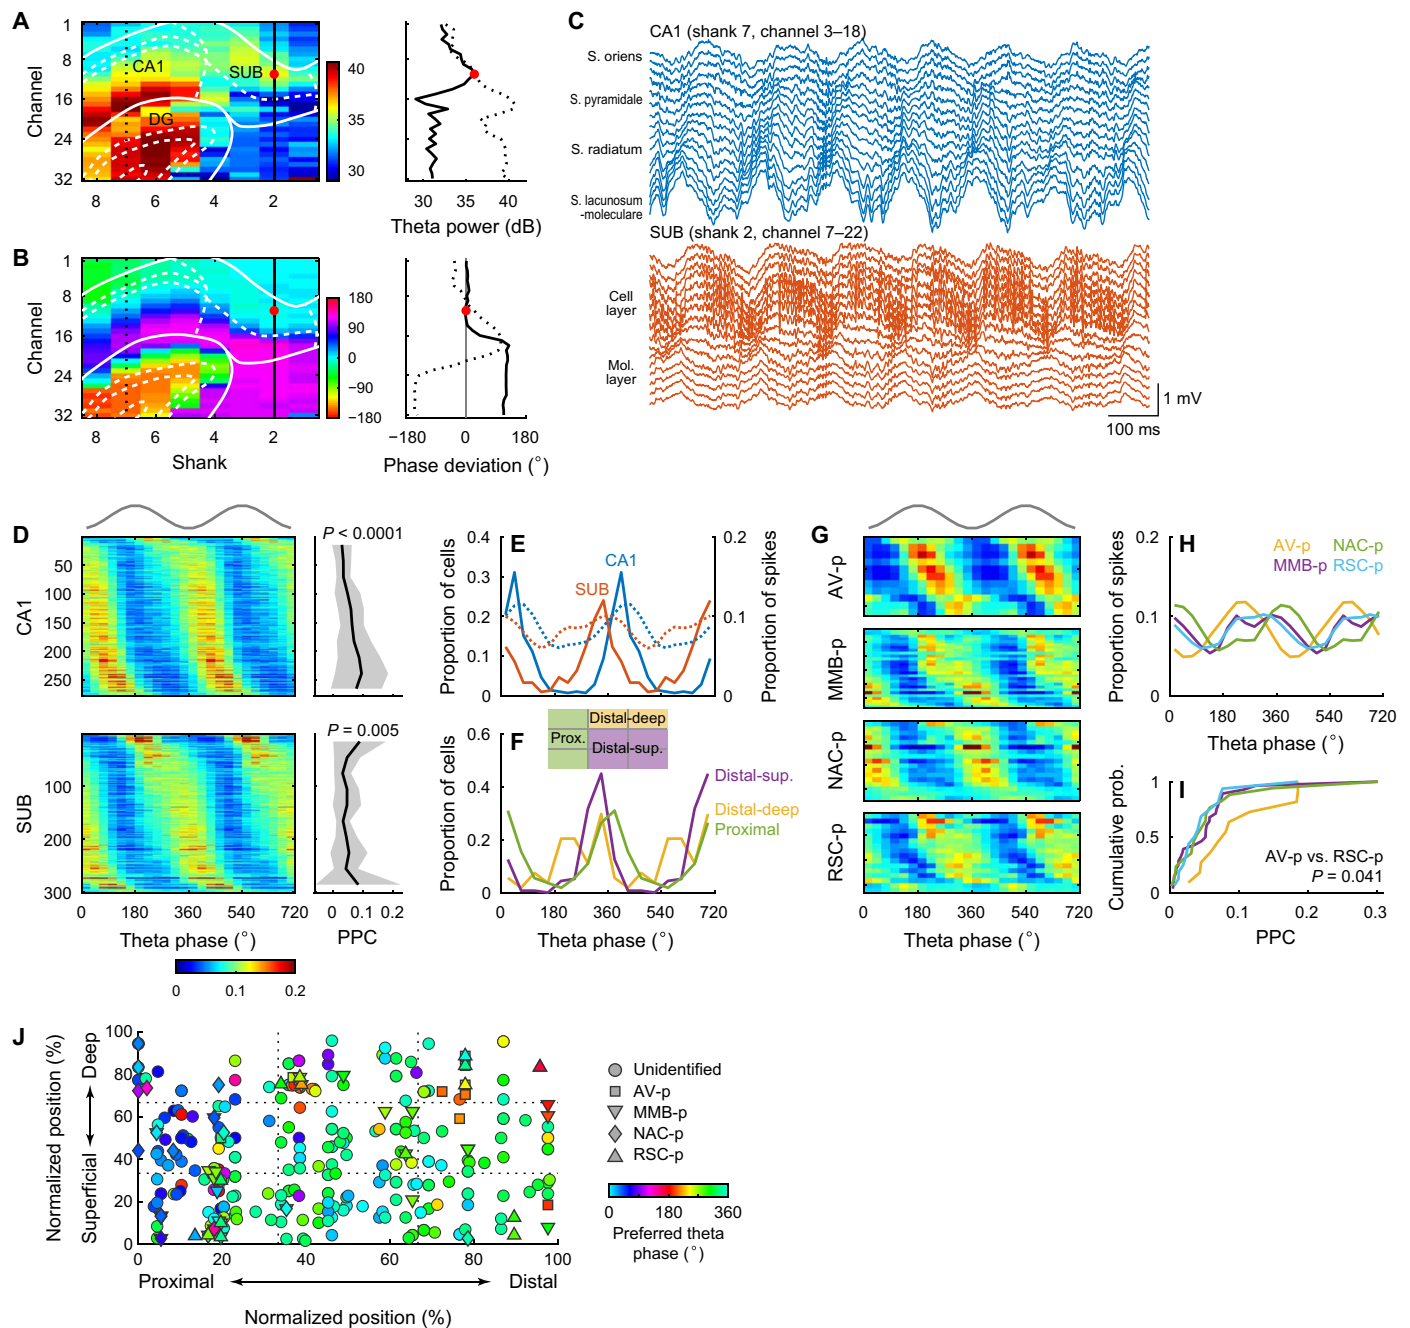 A
CA1
SUB
DG
Channel
1
8
16
24
32
8 6 4 2
40
35
30
30 35 40
Theta power (dB)
B
Channel
1
8
16
24
32
8 6 4 2
Shank
180
90
0
−90
−180
−180 0 180
Phase deviation (°)
C
CA1 (shank 7, channel 3–18)
S. oriens
S. pyramidale
S. radiatum
S. lacunosum
-moleculare
SUB (shank 2, channel 7–22)
Cell
layer
Mol.
layer
1 mV
100 ms
D
CA1
50
100
150
200
250
P < 0.0001
SUB
100
200
300
P = 0.005
0 180 360 540 720
Theta phase (°)
0 0.1 0.2
PPC
0 0.1 0.2
E
Proportion of cells
0.4
0.3
0.2
0.1
0
CA1
SUB
0.2
0.1
0
Proportion of spikes
F
Distal-deep
Prox.
Distal-sup.
Proportion of cells
0.6
0.4
0.2
0
Distal-sup.
Distal-deep
Proximal
0 180 360 540 720
Theta phase (°)
G
AV-p
MMB-p
NAC-p
RSC-p
0 180 360 540 720
Theta phase (°)
H
AV-p NAC-p
MMB-p RSC-p
Proportion of spikes
0.2
0.1
0
0 180 360 540 720
Theta phase (°)
I
Cumulative prob.
1
0.5
0
AV-p vs. RSC-p
P = 0.041
0 0.1 0.2 0.3
PPC
J
Normalized position (%)
Superficial Deep
100
80
60
40
20
0
0 20 40 60 80 100
Proximal Distal
Normalized position (%)
Unidentified
AV-p
MMB-p
NAC-p
RSC-p
0 180 360
Preferred theta
phase (°)